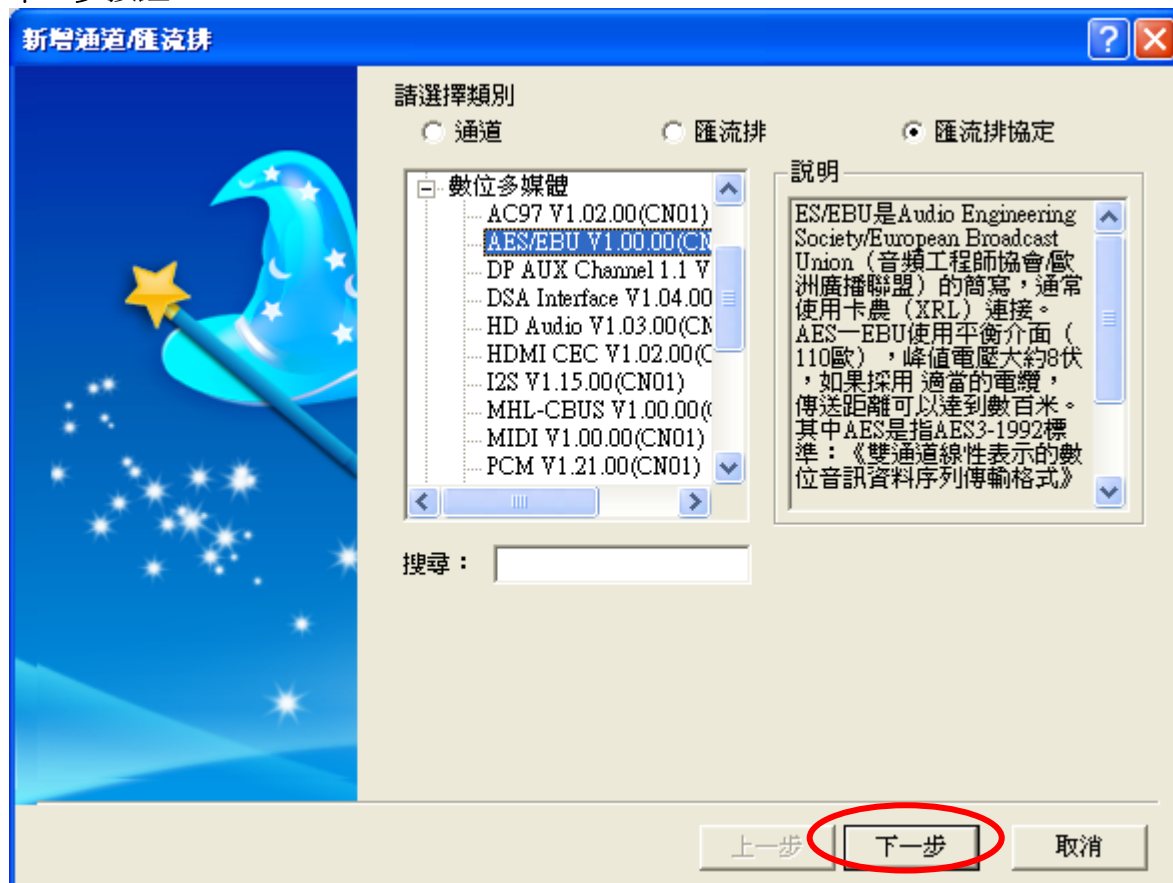 新增通道/匯流排
請選擇類別
通道
匯流排
匯流排協定
數位多媒體
AC97 V1.02.00(CN01)
AES/EBU V1.00.00(CN
DP AUX Channel 1.1 V
DSA Interface V1.04.00
HD Audio V1.03.00(CN
HDMI CEC V1.02.00(C
I2S V1.15.00(CN01)
MHL-CBUS V1.00.00(
MIDI V1.00.00(CN01)
PCM V1.21.00(CN01)
說明
ES/EBU是Audio Engineering
Society/European Broadcast
Union（音頻工程師協會/歐
洲廣播聯盟）的簡寫，通常
使用卡農（XRL）連接。
AES—EBU使用平衡介面（
110歐），峰值電壓大約8伏
，如果採用 適當的電纜，
傳送距離可以達到數百米。
其中AES是指AES3-1992標
準：《雙通道線性表示的數
位音訊資料序列傳輸格式》
搜尋：
上一步
下一步
取消